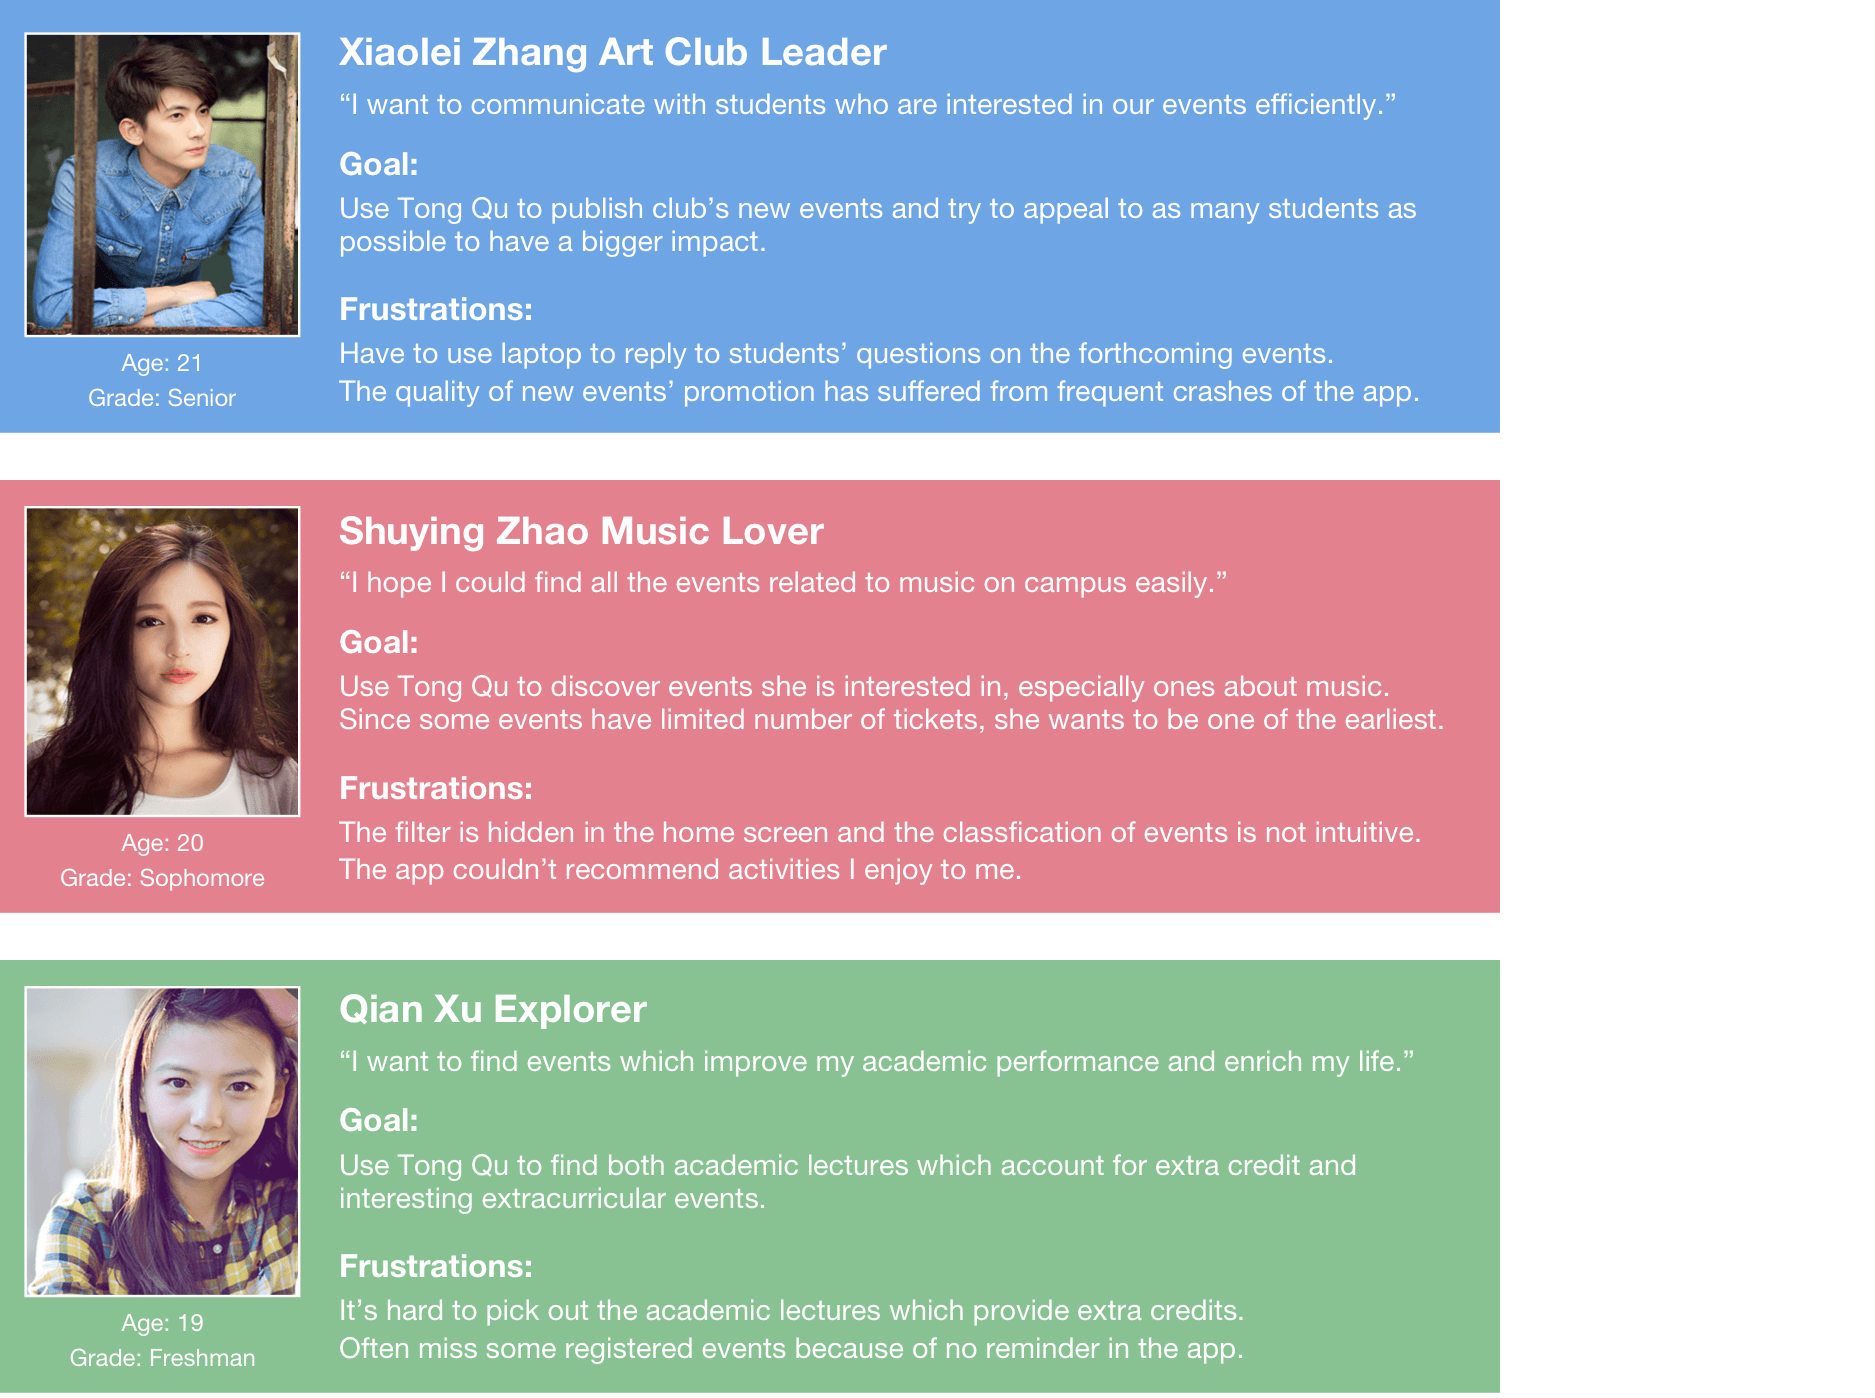 Xiaolei Zhang Art Club Leader
“I want to communicate with students who are interested in our events efficiently.”
Goal:
Use Tong Qu to publish club’s new events and try to appeal to as many students as
possible to have a bigger impact.
Frustrations:
Have to use laptop to reply to students’ questions on the forthcoming events.
The quality of new events’ promotion has suffered from frequent crashes of the app.
Age: 21
Grade: Senior
Shuying Zhao Music Lover
“I hope I could find all the events related to music on campus easily.”
Goal:
Use Tong Qu to discover events she is interested in, especially ones about music.
Since some events have limited number of tickets, she wants to be one of the earliest.
Frustrations:
The filter is hidden in the home screen and the classfication of events is not intuitive.
The app couldn’t recommend activities I enjoy to me.
Age: 20
Grade: Sophomore
Qian Xu Explorer
“I want to find events which improve my academic performance and enrich my life.”
Goal:
Use Tong Qu to find both academic lectures which account for extra credit and
interesting extracurricular events.
Frustrations:
It’s hard to pick out the academic lectures which provide extra credits.
Often miss some registered events because of no reminder in the app.
Age: 19
Grade: Freshman